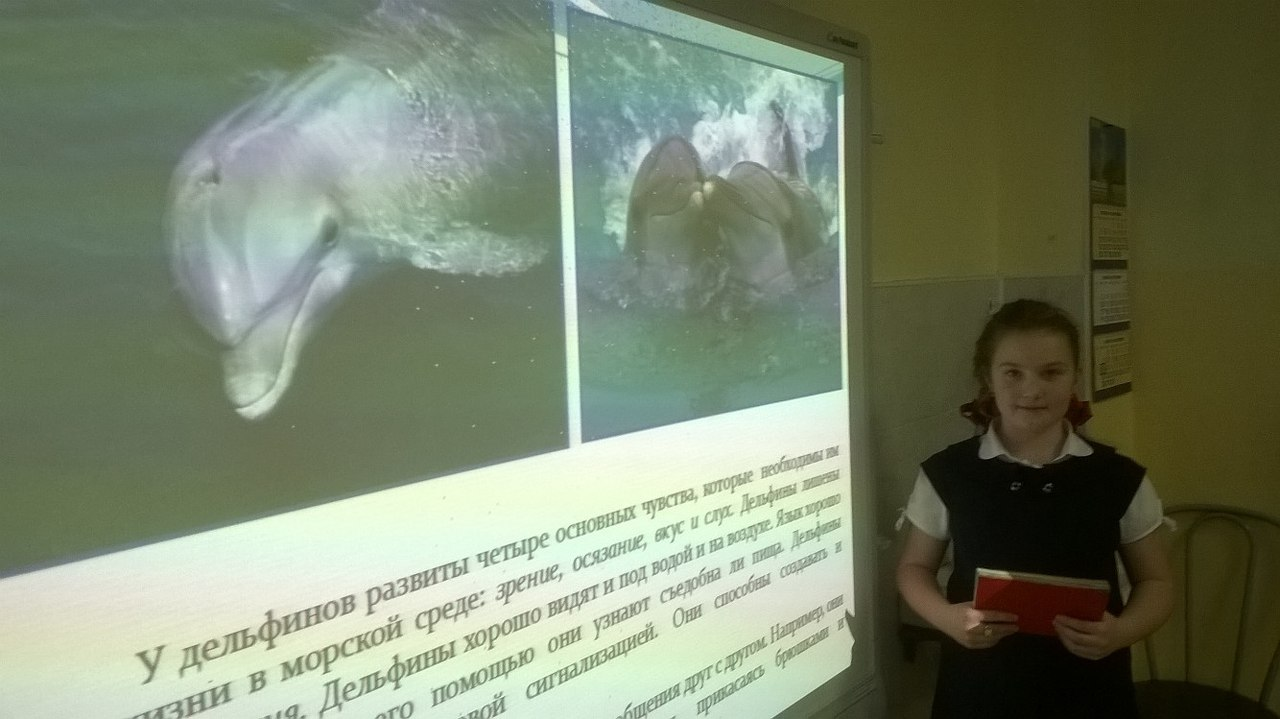 У дельфинов развиты четыре основных чувства, которые необходимы им
жизни в морской среде: зрение, осязание, вкус и слух. Дельфины лишены
Дельфины хорошо видят и под водой и на воздухе. Язык хорошо
помощью они узнают съедобна ли пища. Дельфины
сигнализацией. Они способны создавать и
общения друг с другом. Например, они
прикасаясь брюшками и